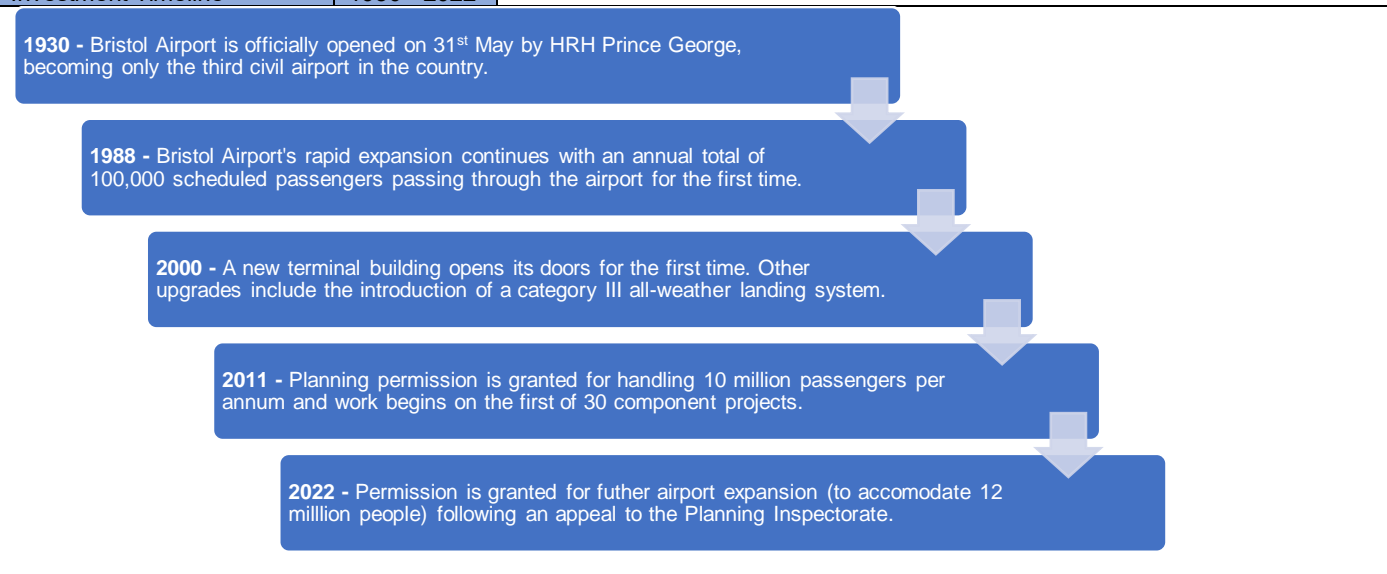 1930 - Bristol Airport is officially opened on 31st May by HRH Prince George,
becoming only the third civil airport in the country.
1988 - Bristol Airport's rapid expansion continues with an annual total of
100,000 scheduled passengers passing through the airport for the first time.
2000 - A new terminal building opens its doors for the first time. Other
upgrades include the introduction of a category III all-weather landing system.
2011 - Planning permission is granted for handling 10 million passengers per
annum and work begins on the first of 30 component projects.
2022 - Permission is granted for futher airport expansion (to accomodate 12
milllion people) following an appeal to the Planning Inspectorate.